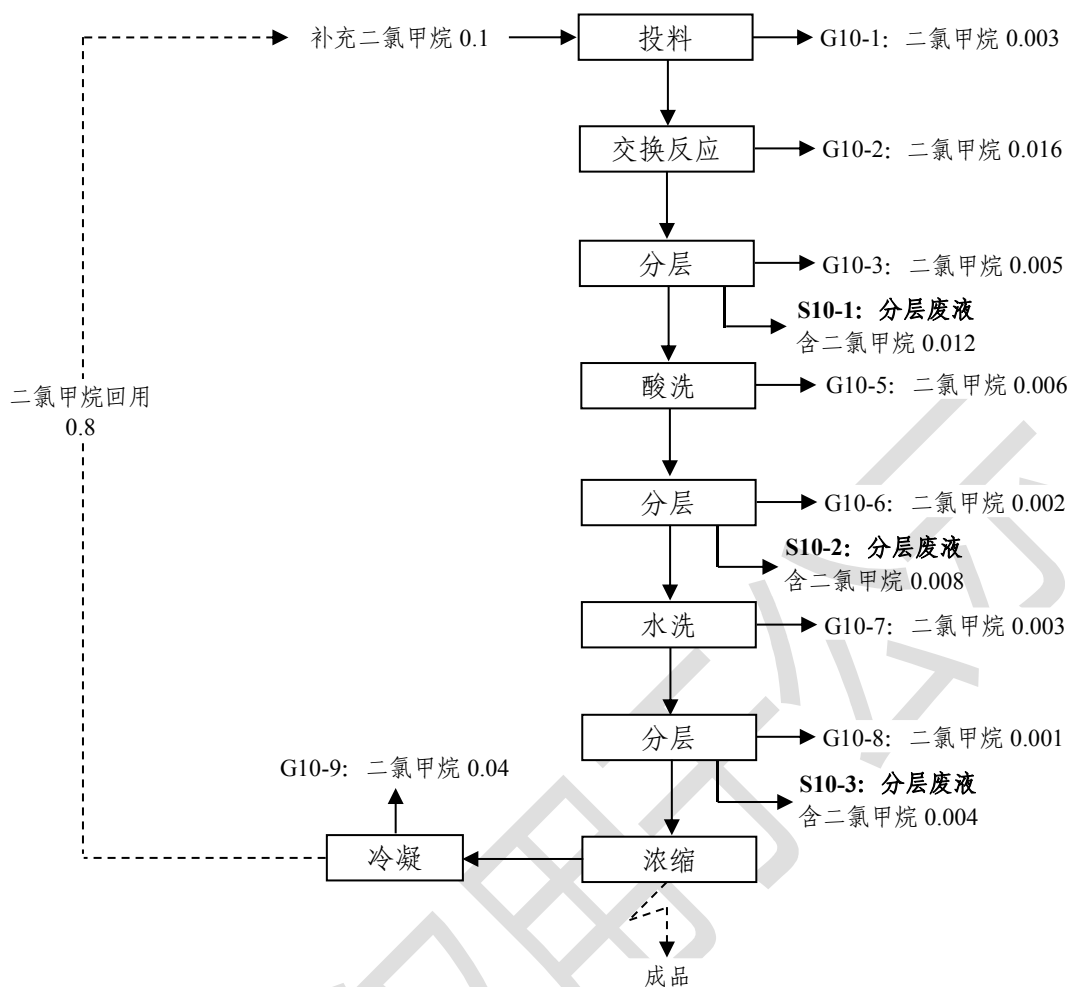 补充二氯甲烷 0.1
投料
G10-1: 二氯甲烷 0.003
交换反应
G10-2: 二氯甲烷 0.016
分层
G10-3: 二氯甲烷 0.005
S10-1: 分层废液
含二氯甲烷 0.012
二氯甲烷回用
0.8
酸洗
G10-5: 二氯甲烷 0.006
分层
G10-6: 二氯甲烷 0.002
S10-2: 分层废液
含二氯甲烷 0.008
水洗
G10-7: 二氯甲烷 0.003
分层
G10-8: 二氯甲烷 0.001
S10-3: 分层废液
含二氯甲烷 0.004
G10-9: 二氯甲烷 0.04
冷凝
浓缩
成品
仅用于公示